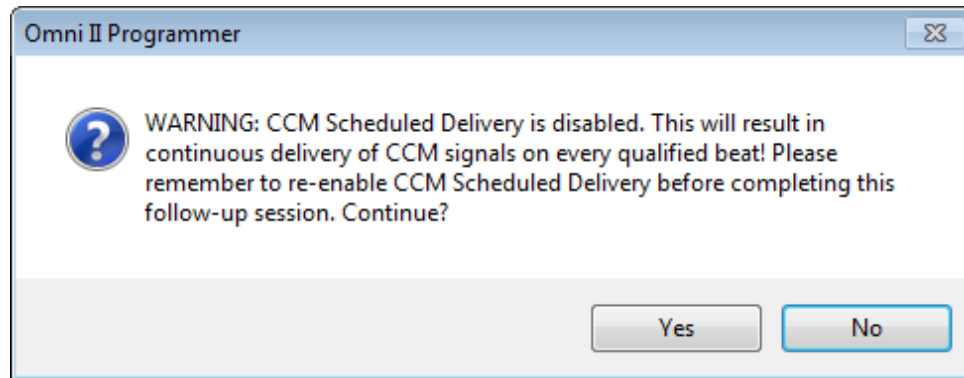 Omni II Programmer
WARNING: CCM Scheduled Delivery is disabled. This will result in
continuous delivery of CCM signals on every qualified beat! Please
remember to re-enable CCM Scheduled Delivery before completing this
follow-up session. Continue?
Yes
No